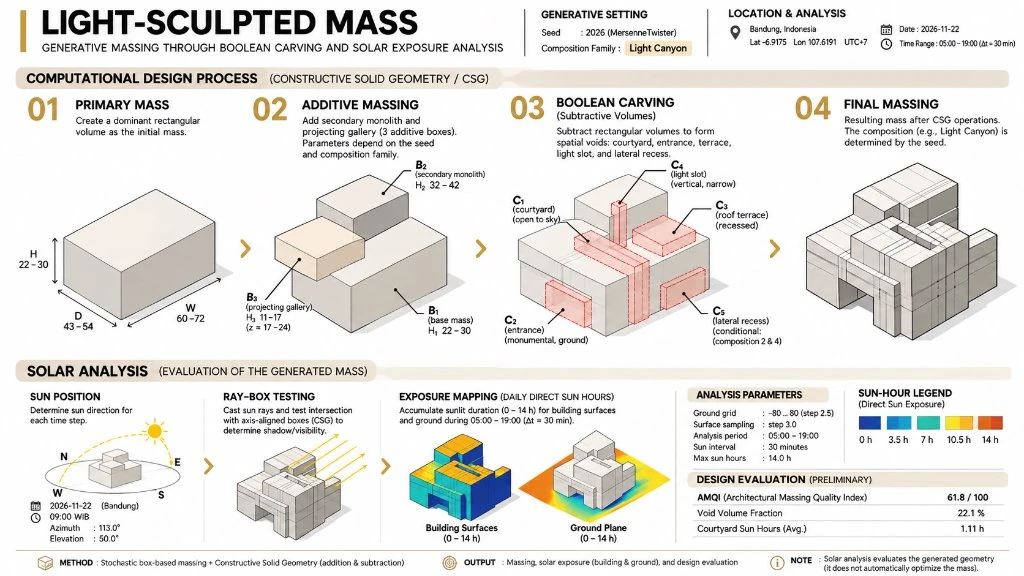 LIGHT-SCULPTED MASS
GENERATIVE MASSING THROUGH BOOLEAN CARVING AND SOLAR EXPOSURE ANALYSIS
GENERATIVE SETTING
Seed : 2026 (MersenneTwister)
Composition Family : Light Canyon
LOCATION & ANALYSIS
Bandung, Indonesia
Lat -6.9175 Lon 107.6191 UTC+7
Date : 2026-11-22
Time Range : 05:00 – 19:00 (Δt = 30 min)
COMPUTATIONAL DESIGN PROCESS (CONSTRUCTIVE SOLID GEOMETRY / CSG)
01 PRIMARY MASS
Create a dominant rectangular
volume as the initial mass.
H
22 – 30
D
43 – 54
W
60 – 72
02 ADDITIVE MASSING
Add secondary monolith and
projecting gallery (3 additive boxes).
Parameters depend on the seed
and composition family.
B₂
(secondary monolith)
H₂ 32 – 42
B₃
(projecting gallery)
H₃ 11 – 17
(z = 17 – 24)
B₁
(base mass)
H₁ 22 – 30
03 BOOLEAN CARVING
(Subtractive Volumes)
Subtract rectangular volumes to form
spatial voids: courtyard, entrance, terrace,
light slot, and lateral recess.
C₄
(light slot)
(vertical, narrow)
C₁
(courtyard)
(open to sky)
C₃
(roof terrace)
(recessed)
C₂
(entrance)
(monumental, ground)
C₅
(lateral recess)
(conditional:
composition 2 & 4)
04 FINAL MASSING
Resulting mass after CSG operations.
The composition (e.g., Light Canyon) is
determined by the seed.
SOLAR ANALYSIS (EVALUATION OF THE GENERATED MASS)
SUN POSITION
Determine sun direction for
each time step.
N
E
W
S
2026-11-22 (Bandung)
09:00 WIB
Azimuth : 113.0°
Elevation : 50.0°
RAY-BOX TESTING
Cast sun rays and test intersection
with axis-aligned boxes (CSG) to
determine shadow/visibility.
EXPOSURE MAPPING (DAILY DIRECT SUN HOURS)
Accumulate sunlit duration (0 – 14 h) for building surfaces
and ground during 05:00 – 19:00 (Δt = 30 min).
Building Surfaces
(0 – 14 h)
Ground Plane
(0 – 14 h)
ANALYSIS PARAMETERS
Ground grid : -80 ... 80 (step 2.5)
Surface sampling : step 3.0
Analysis period : 05:00 – 19:00
Sun interval : 30 minutes
Max sun hours : 14.0 h
SUN-HOUR LEGEND
(Direct Sun Exposure)
0 h 3.5 h 7 h 10.5 h 14 h
DESIGN EVALUATION (PRELIMINARY)
AMQI (Architectural Massing Quality Index) 61.8 / 100
Void Volume Fraction 22.1 %
Courtyard Sun Hours (Avg.) 1.11 h
METHOD : Stochastic box-based massing + Constructive Solid Geometry (addition & subtraction)
OUTPUT : Massing, solar exposure (building & ground), and design evaluation
NOTE : Solar analysis evaluates the generated geometry
(it does not automatically optimize the mass).